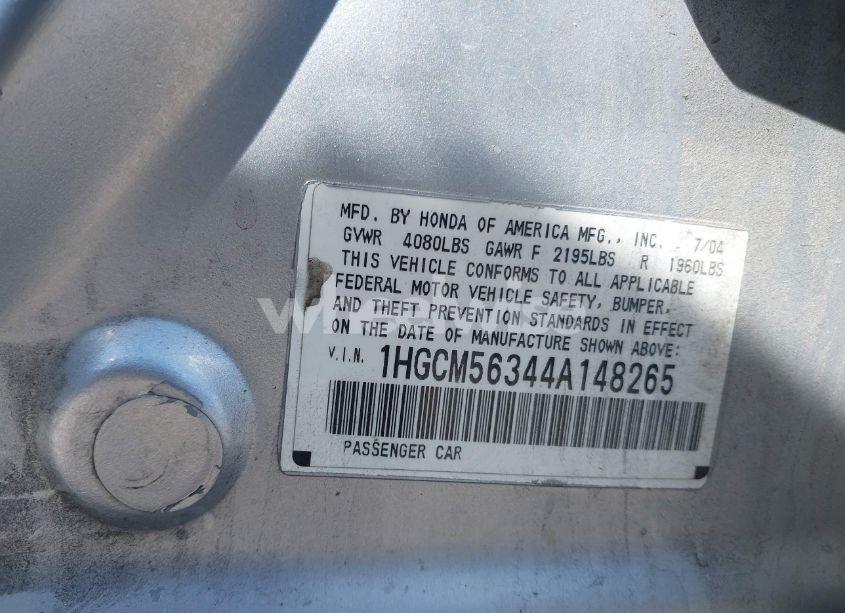 MFD. BY HONDA OF AMERICA MFG., INC. 7/04
GVWR 4080LBS GAWR F 2195LBS R 1960LBS
THIS VEHICLE CONFORMS TO ALL APPLICABLE
FEDERAL MOTOR VEHICLE SAFETY, BUMPER,
AND THEFT PREVENTION STANDARDS IN EFFECT
ON THE DATE OF MANUFACTURE SHOWN ABOVE:
V.I.N. 1HGCM56344A148265
PASSENGER CAR